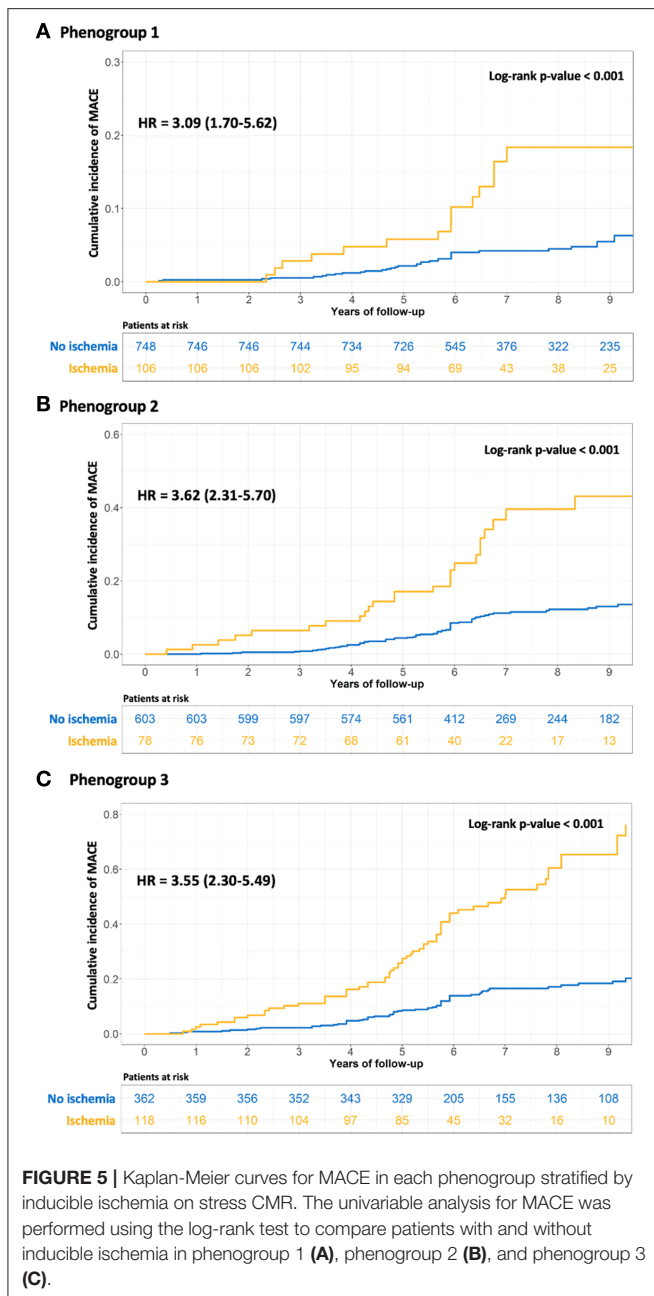 A Phenogroup 1
0.3
Log-rank p-value < 0.001
HR = 3.09 (1.70-5.62)
0.2
Cumulative incidence of MACE
0.1
0.0
0 1 2 3 4 5 6 7 8 9
Years of follow-up
Patients at risk
No ischemia 748 746 746 744 734 726 545 376 322 235
Ischemia 106 106 106 102 95 94 69 43 38 25
B Phenogroup 2
0.6
Log-rank p-value < 0.001
HR = 3.62 (2.31-5.70)
0.4
Cumulative incidence of MACE
0.2
0.0
0 1 2 3 4 5 6 7 8 9
Years of follow-up
Patients at risk
No ischemia 603 603 599 597 574 561 412 269 244 182
Ischemia 78 76 73 72 68 61 40 22 17 13
C Phenogroup 3
0.8
Log-rank p-value < 0.001
0.6
HR = 3.55 (2.30-5.49)
Cumulative incidence of MACE
0.4
0.2
0.0
0 1 2 3 4 5 6 7 8 9
Years of follow-up
Patients at risk
No ischemia 362 359 356 352 343 329 205 155 136 108
Ischemia 118 116 110 104 97 85 45 32 16 10
FIGURE 5 | Kaplan-Meier curves for MACE in each phenogroup stratified by
inducible ischemia on stress CMR. The univariable analysis for MACE was
performed using the log-rank test to compare patients with and without
inducible ischemia in phenogroup 1 (A), phenogroup 2 (B), and phenogroup 3
(C).